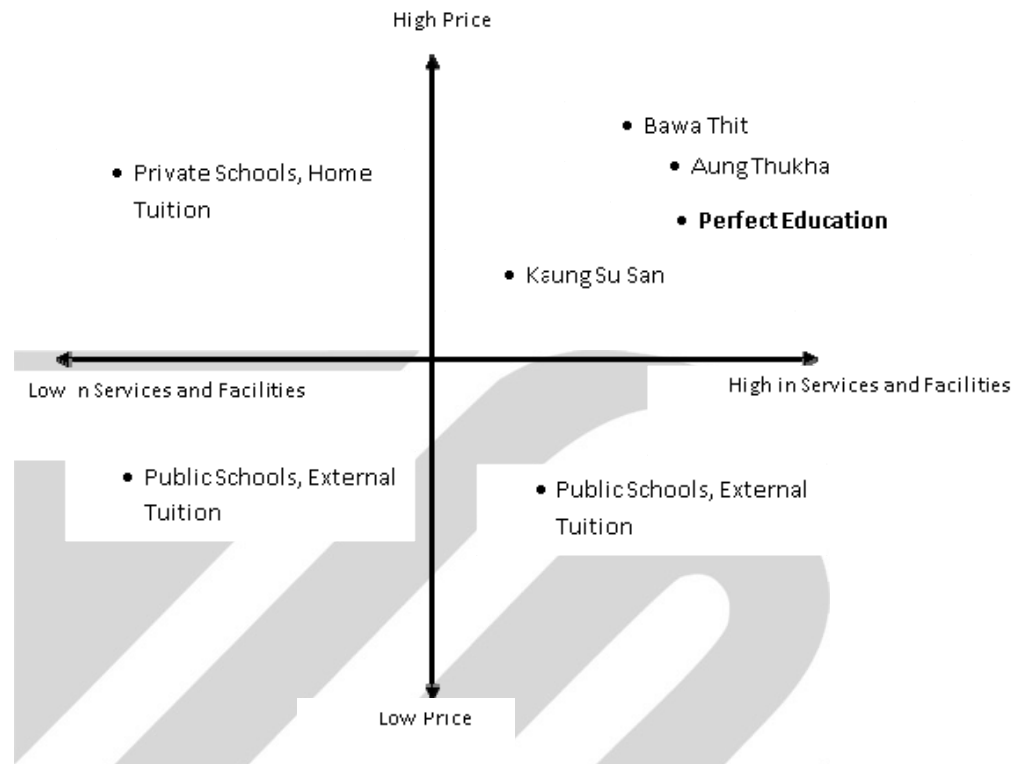 High Price
• Bawa Thit
• Private Schools, Home
Tuition
• Aung Thukha
• Perfect Education
• Kaung Su San
Low n Services and Facilities
High in Services and Facilities
• Public Schools, External
Tuition
• Public Schools, External
Tuition
Low Price